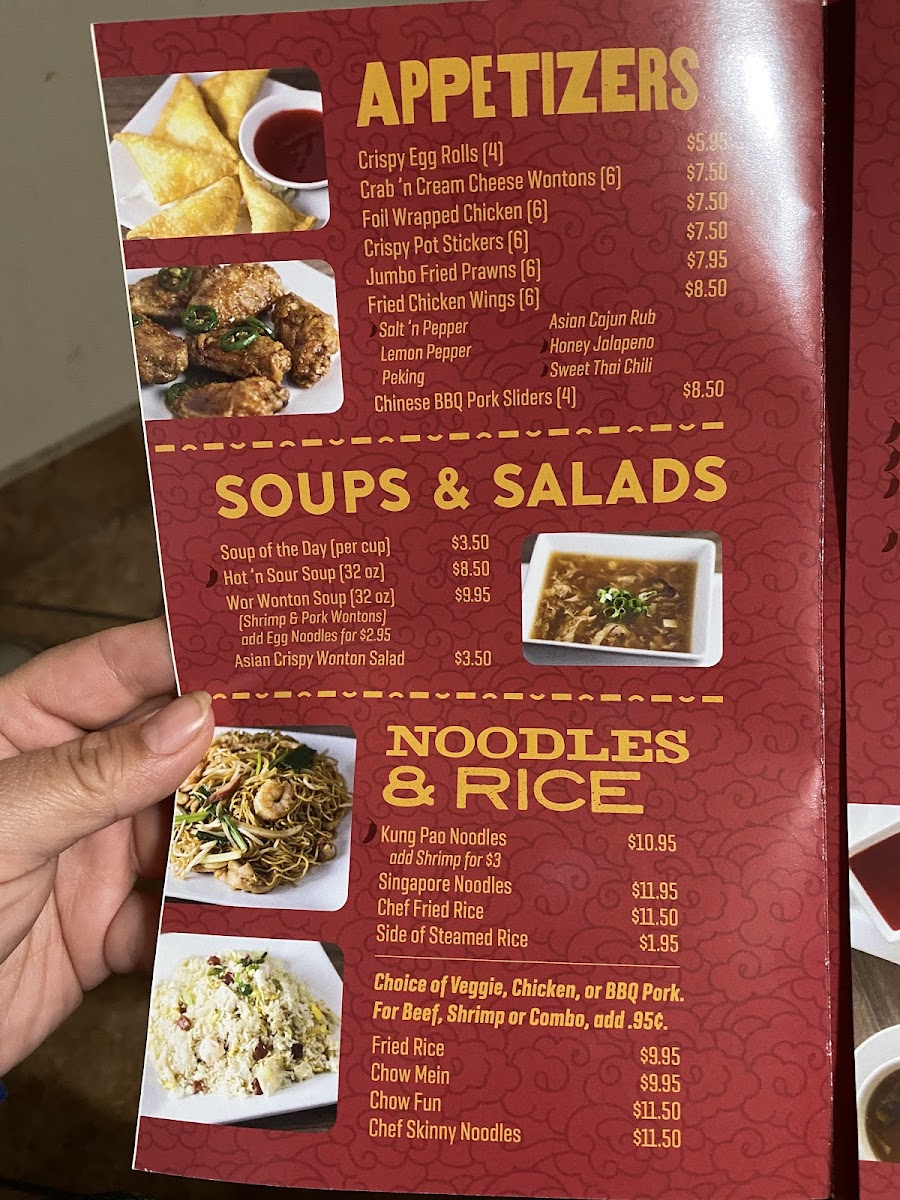 APPETIZERS
Crispy Egg Rolls (4) $5.95
Crab 'n Cream Cheese Wontons (6) $7.50
Foil Wrapped Chicken (6) $7.50
Crispy Pot Stickers (6) $7.50
Jumbo Fried Prawns (6) $7.95
Fried Chicken Wings (6) $8.50
Salt 'n Pepper Asian Cajun Rub
Lemon Pepper Honey Jalapeno
Peking Sweet Thai Chili
Chinese BBQ Pork Sliders (4) $8.50
SOUPS & SALADS
Soup of the Day (per cup) $3.50
Hot 'n Sour Soup (32 oz) $8.50
Wor Wonton Soup (32 oz) $9.95
(Shrimp & Pork Wontons)
add Egg Noodles for $2.95
Asian Crispy Wonton Salad $3.50
NOODLES
& RICE
Kung Pao Noodles $10.95
add Shrimp for $3
Singapore Noodles $11.95
Chef Fried Rice $11.50
Side of Steamed Rice $1.95
Choice of Veggie, Chicken, or BBQ Pork.
For Beef, Shrimp or Combo, add .95¢.
Fried Rice $9.95
Chow Mein $9.95
Chow Fun $11.50
Chef Skinny Noodles $11.50